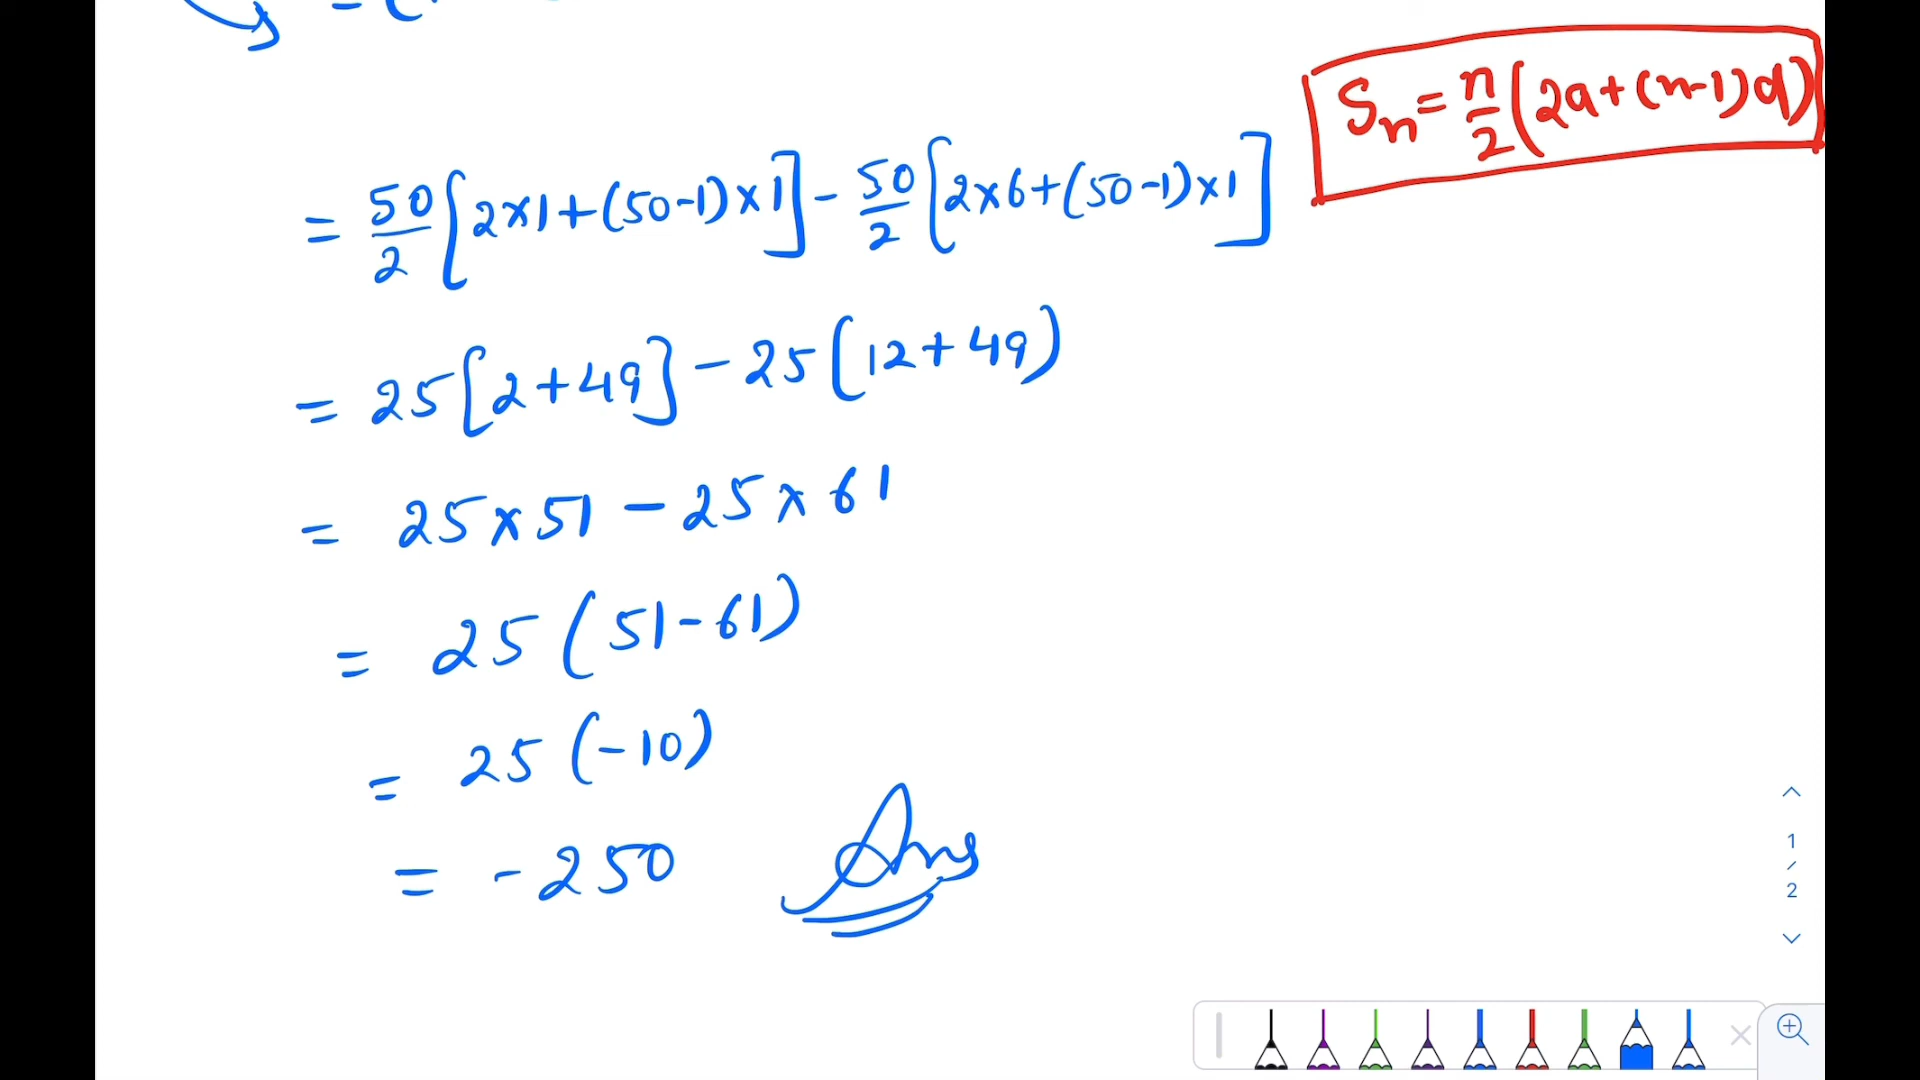 = (
Sn = n/2 (2a+(n-1)d)
= 50/2 [2×1+(50-1)×1] - 50/2 [2×6+(50-1)×1]
= 25[2+49] - 25(12+49)
= 25×51 - 25×61
= 25(51-61)
= 25(-10)
= -250 Ans
1
/
2